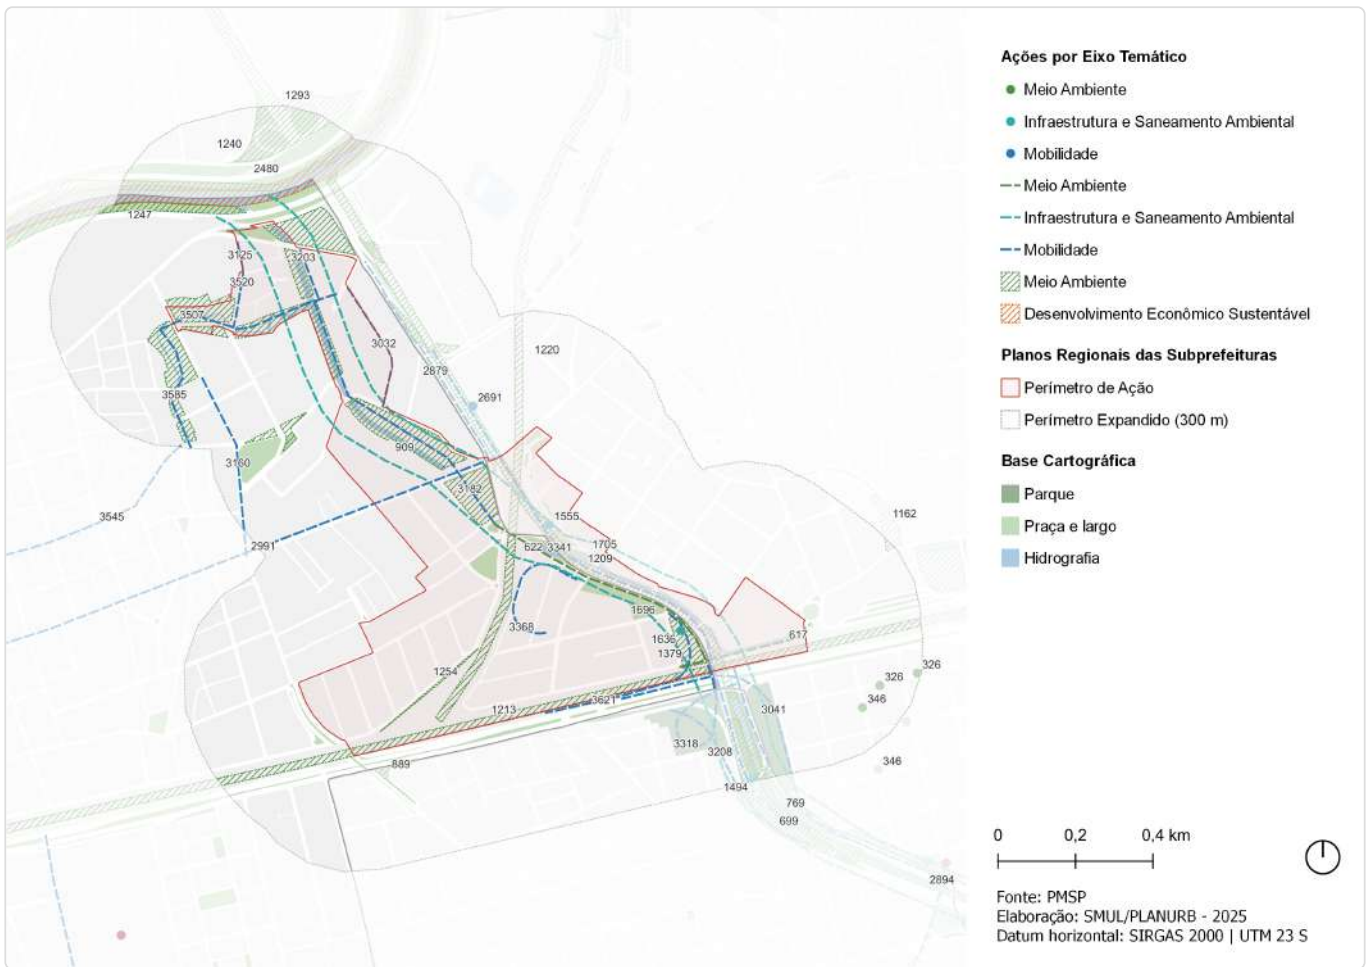 1293
1240
2480
1247
3125
3203
3520
3507
3032
1220
2879
3585
2691
909
3160
3182
3545
1555
1162
2991
622
3341
1705
1209
1696
3368
1636
617
1379
1254
326
326
346
1213
3621
3041
3318
3208
889
346
1494
769
699
2894
Ações por Eixo Temático
Meio Ambiente
Infraestrutura e Saneamento Ambiental
Mobilidade
Meio Ambiente
Infraestrutura e Saneamento Ambiental
Mobilidade
Meio Ambiente
Desenvolvimento Econômico Sustentável
Planos Regionais das Subprefeituras
Perímetro de Ação
Perímetro Expandido (300 m)
Base Cartográfica
Parque
Praça e largo
Hidrografia
0 0,2 0,4 km
Fonte: PMSP
Elaboração: SMUL/PLANURB - 2025
Datum horizontal: SIRGAS 2000 | UTM 23 S